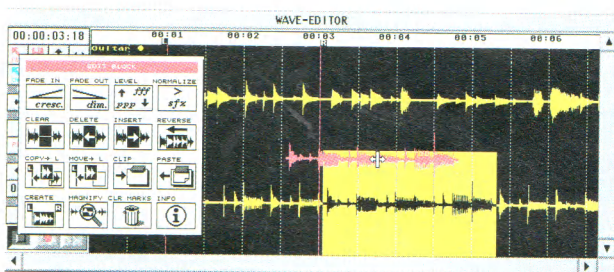 WAVE-EDITOR
00:00:03:18 00:01 00:02 00:03 00:04 00:05 00:06
Guitar
EDIT BLOCK
FADE IN FADE OUT LEVEL NORMALIZE
cresc. dim. fff ppp > sfz
CLEAR DELETE INSERT REVERSE
COPY→ L MOVE→ L CLIP PASTE
L L
CREATE MAGNIFY CLR MARKS INFO
L R i